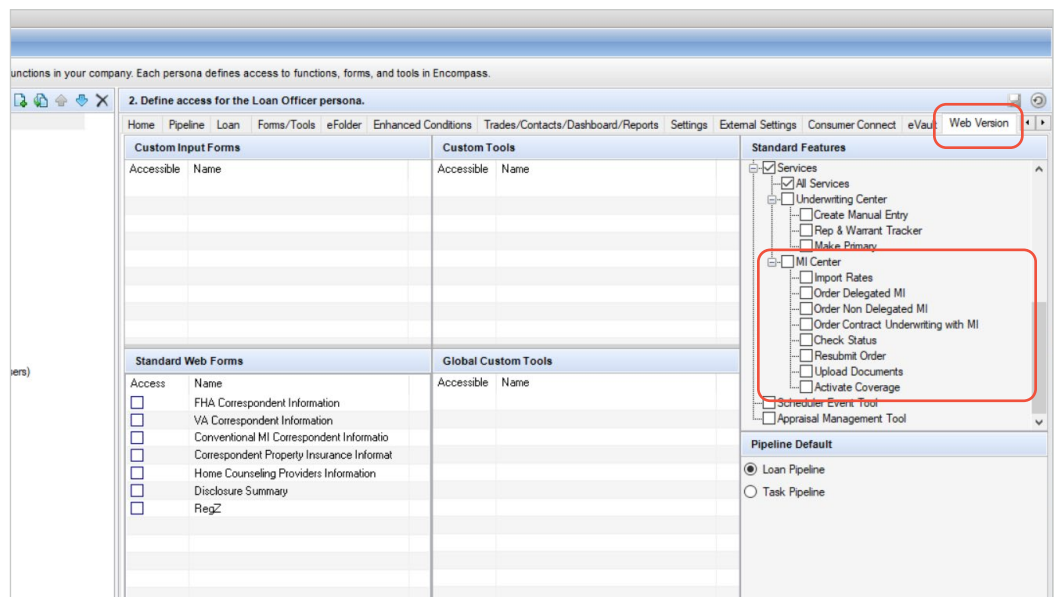 unctions in your company. Each persona defines access to functions, forms, and tools in Encompass.
2. Define access for the Loan Officer persona.
Home Pipeline Loan Forms/Tools eFolder Enhanced Conditions Trades/Contacts/Dashboard/Reports Settings External Settings Consumer Connect eVault Web Version
Custom Input Forms
Accessible Name
Custom Tools
Accessible Name
Standard Web Forms
Access Name
FHA Correspondent Information
VA Correspondent Information
Conventional MI Correspondent Informatio
Correspondent Property Insurance Informat
Home Counseling Providers Information
Disclosure Summary
RegZ
Global Custom Tools
Accessible Name
Standard Features
Services
All Services
Underwriting Center
Create Manual Entry
Rep & Warrant Tracker
Make Primary
MI Center
Import Rates
Order Delegated MI
Order Non Delegated MI
Order Contract Underwriting with MI
Check Status
Resubmit Order
Upload Documents
Activate Coverage
Scheduler Event Tool
Appraisal Management Tool
Pipeline Default
Loan Pipeline
Task Pipeline
sers)